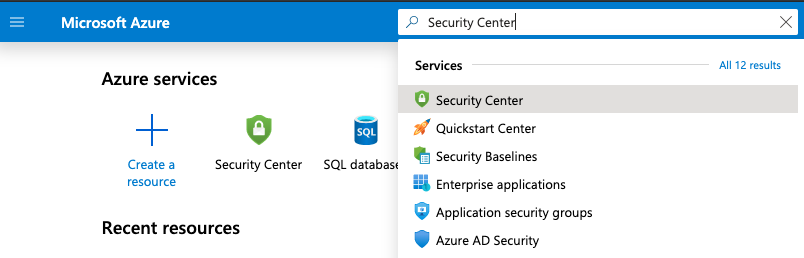 Microsoft Azure
Security Center
Azure services
Create a
resource
Security Center
SQL database
Recent resources
Services
All 12 results
Security Center
Quickstart Center
Security Baselines
Enterprise applications
Application security groups
Azure AD Security
SQL